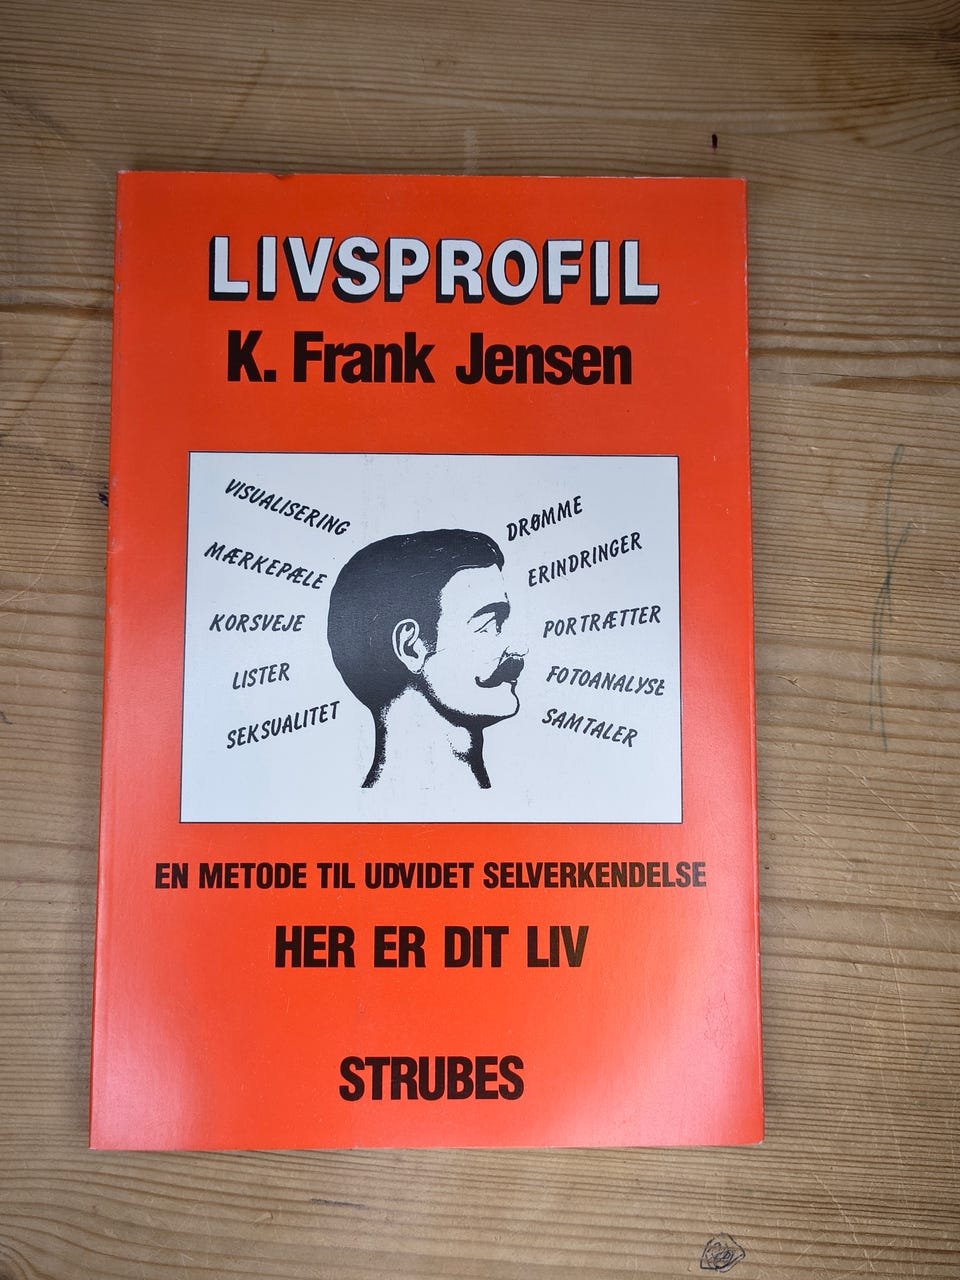 LIVSPROFIL
K. Frank Jensen
VISUALISERING
MÆRKEPÆLE
KORSVEJE
LISTER
SEKSUALITET
DRØMME
ERINDRINGER
PORTRÆTTER
FOTOANALYSE
SAMTALER
EN METODE TIL UDVIDET SELVERKENDELSE
HER ER DIT LIV
STRUBES